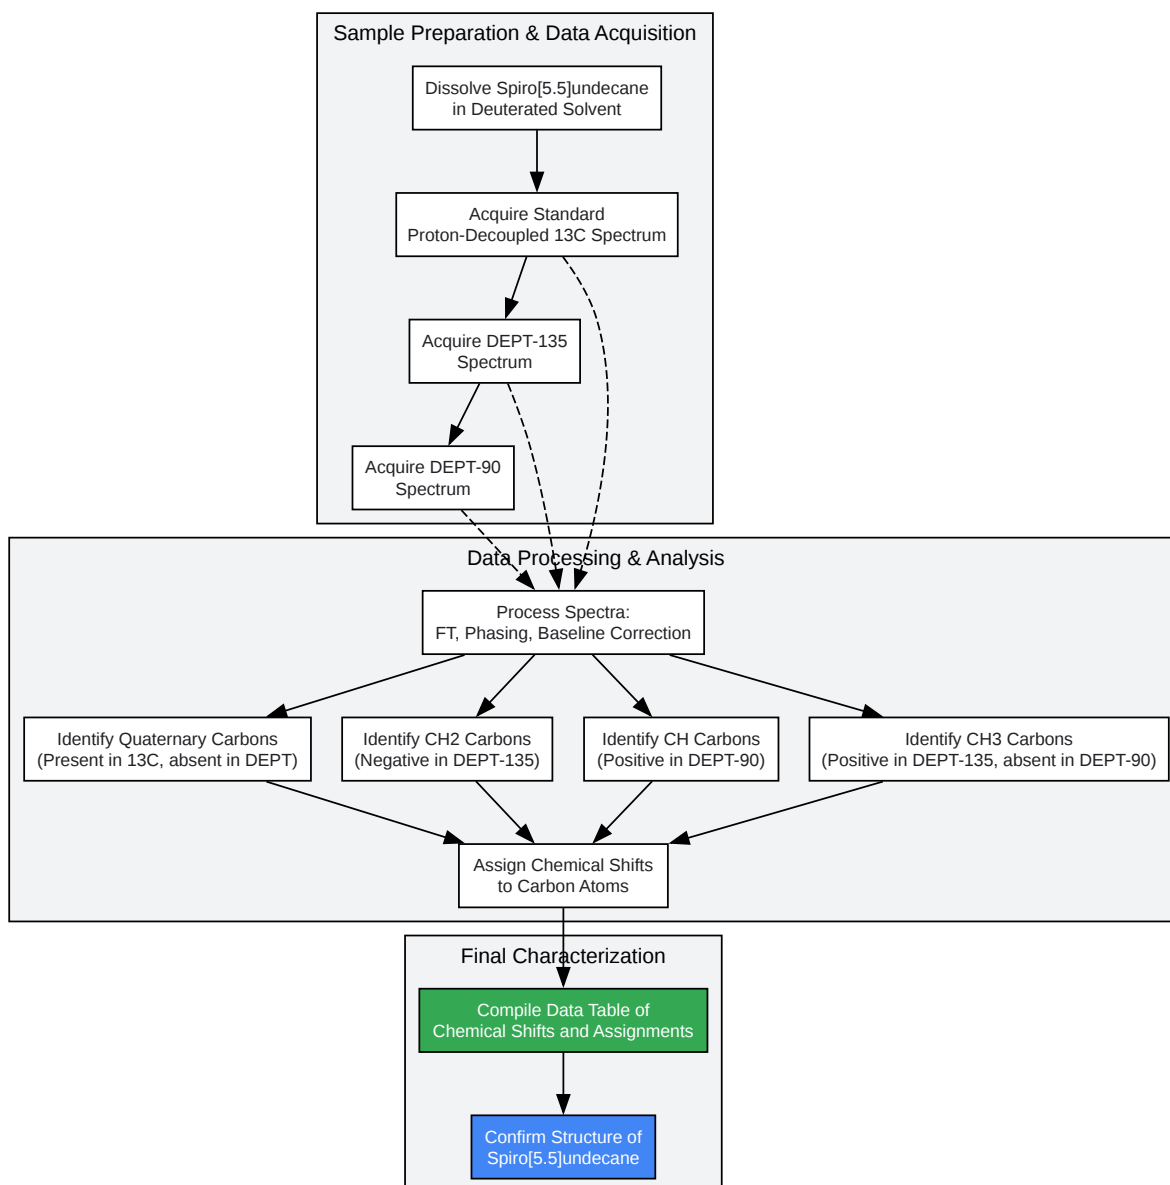 Sample Preparation & Data Acquisition
Dissolve Spiro[5.5]undecane
in Deuterated Solvent
Acquire Standard
Proton-Decoupled 13C Spectrum
Acquire DEPT-135
Spectrum
Acquire DEPT-90
Spectrum
Data Processing & Analysis
Process Spectra:
FT, Phasing, Baseline Correction
Identify Quaternary Carbons
(Present in 13C, absent in DEPT)
Identify CH2 Carbons
(Negative in DEPT-135)
Identify CH Carbons
(Positive in DEPT-90)
Identify CH3 Carbons
(Positive in DEPT-135, absent in DEPT-90)
Assign Chemical Shifts
to Carbon Atoms
Final Characterization
Compile Data Table of
Chemical Shifts and Assignments
Confirm Structure of
Spiro[5.5]undecane